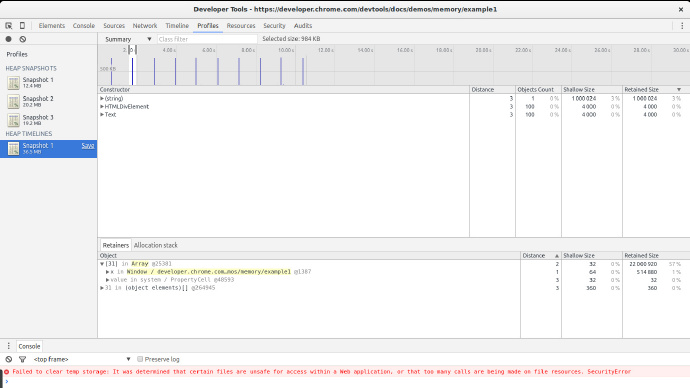 Developer Tools - https://developer.chrome.com/devtools/docs/demos/memory/example1
Elements Console Sources Network Timeline Profiles Resources Security Audits
Summary Class filter Selected size: 984 KB
Profiles
4.00 s 6.00 s 8.00 s 10.00 s 12.00 s 14.00 s 16.00 s 18.00 s 20.00 s 22.00 s 24.00 s 26.00 s 28.00 s 30.00 s
500 KB
HEAP SNAPSHOTS
Snapshot 1
12.4 MB
Snapshot 2
20.2 MB
Snapshot 3
19.2 MB
HEAP TIMELINES
Snapshot 1 Save
36.5 MB
Constructor Distance Objects Count Shallow Size Retained Size
(string) 3 1 0 % 1 000 024 3 % 1 000 024 3 %
HTMLDivElement 3 100 0 % 4 000 0 % 4 000 0 %
Text 3 100 0 % 4 000 0 % 4 000 0 %
Retainers Allocation stack
Object Distance Shallow Size Retained Size
[31] in Array @25381 2 32 0 % 22 000 920 57 %
x in Window / developer.chrome.com…mos/memory/example1 @1387 1 64 0 % 514 880 1 %
value in system / PropertyCell @48593 3 32 0 % 32 0 %
31 in (object elements)[] @264945 3 360 0 % 360 0 %
Console
<top frame> Preserve log
Failed to clear temp storage: It was determined that certain files are unsafe for access within a Web application, or that too many calls are being made on file resources. SecurityError